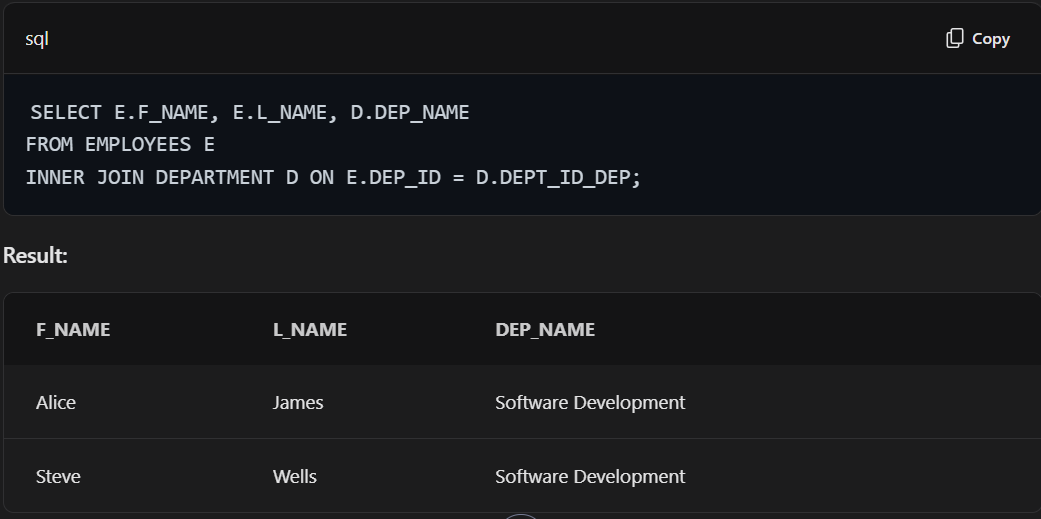 sql
Copy
SELECT E.F_NAME, E.L_NAME, D.DEP_NAME
FROM EMPLOYEES E
INNER JOIN DEPARTMENT D ON E.DEP_ID = D.DEPT_ID_DEP;
Result:
F_NAME L_NAME DEP_NAME
Alice James Software Development
Steve Wells Software Development